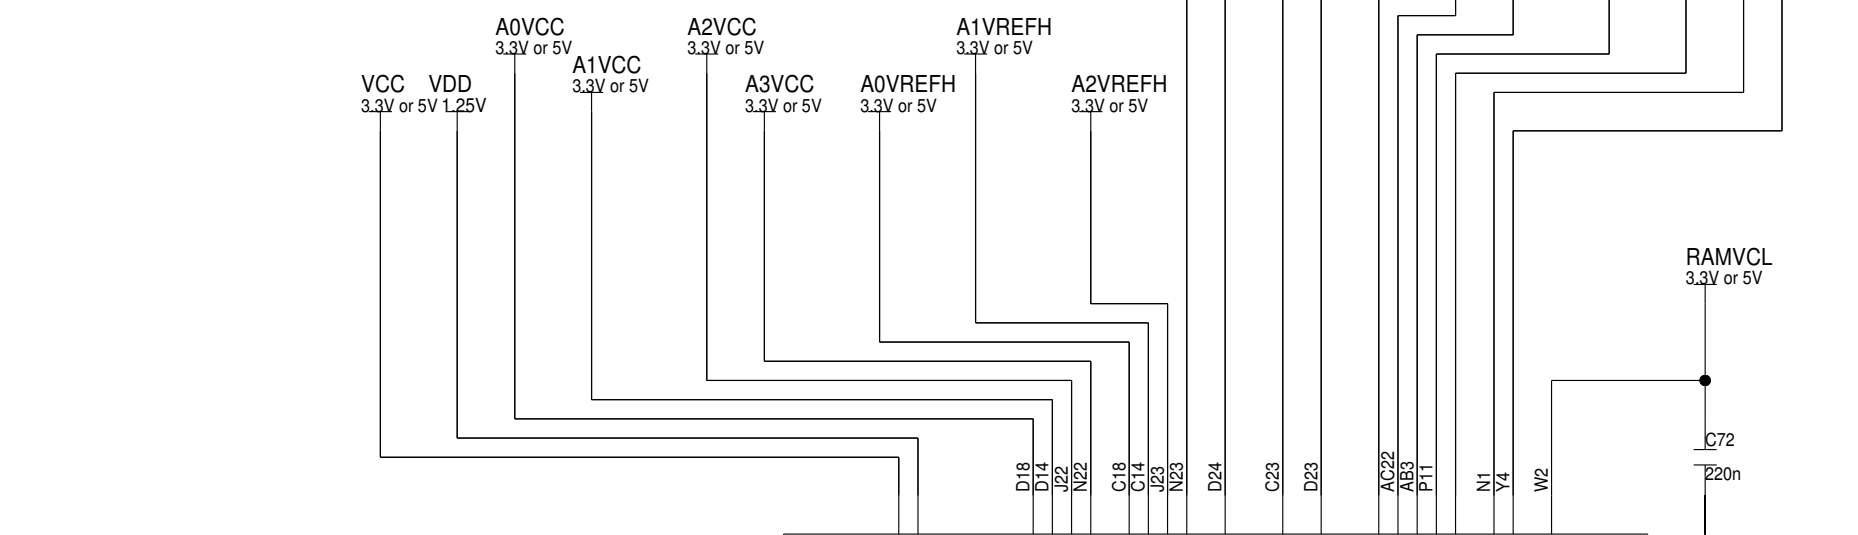 A0VCC
3.3V or 5V
A2VCC
3.3V or 5V
A1VREFH
3.3V or 5V
A1VCC
3.3V or 5V
VCC
3.3V or 5V
VDD
1.25V
A3VCC
3.3V or 5V
A0VREFH
3.3V or 5V
A2VREFH
3.3V or 5V
RAMVCL
3.3V or 5V
C72
220n
D18
D14
J22
N22
C18
C14
J23
N23
D24
C23
D23
AC22
AB3
P11
N1
Y4
W2